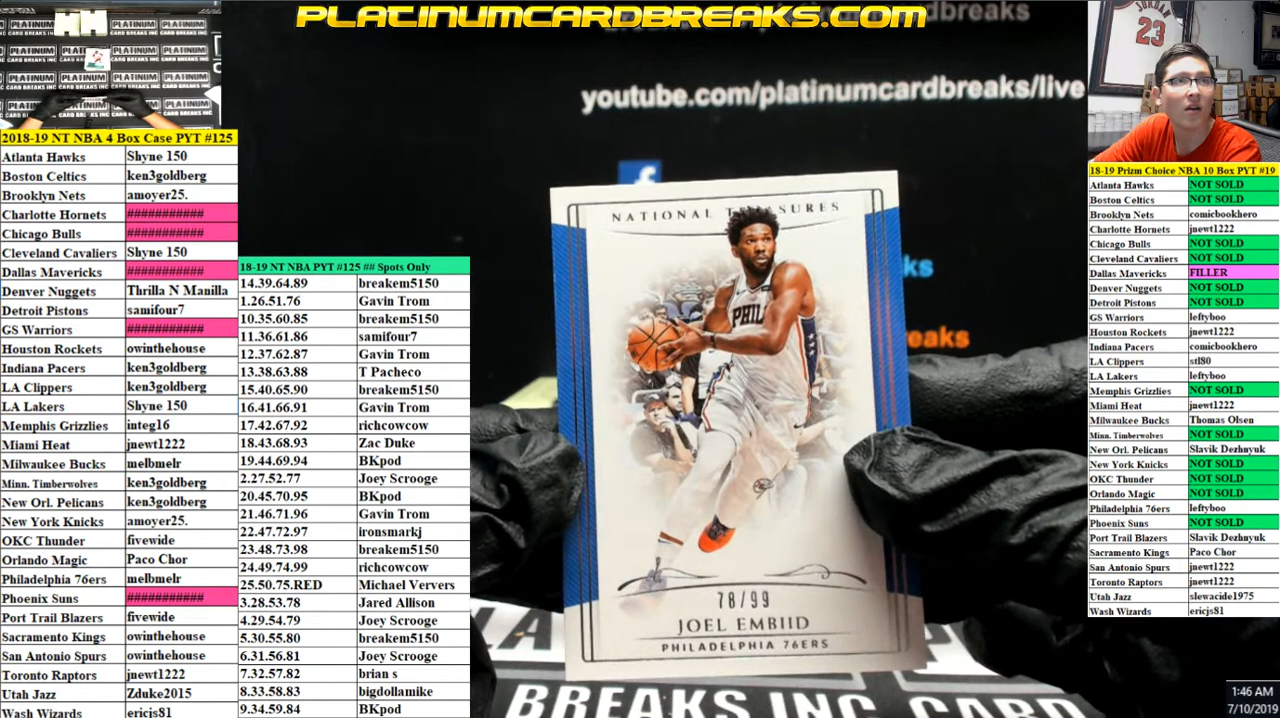 PLATINUMCARDBREAKS.COM
youtube.com/platinumcardbreaks/live
JORDAN
23
PLATINUM
CARD BREAKS INC
2018-19 NT NBA 4 Box Case PYT #125
Atlanta Hawks Shyne 150
Boston Celtics ken3goldberg
Brooklyn Nets amoyer25.
Charlotte Hornets ###########
Chicago Bulls ###########
Cleveland Cavaliers Shyne 150
Dallas Mavericks ###########
Denver Nuggets Thrilla N Manilla
Detroit Pistons samifour7
GS Warriors ###########
Houston Rockets owinthehouse
Indiana Pacers ken3goldberg
LA Clippers ken3goldberg
LA Lakers Shyne 150
Memphis Grizzlies integ16
Miami Heat jnewt1222
Milwaukee Bucks melbmelr
Minn. Timberwolves ken3goldberg
New Orl. Pelicans ken3goldberg
New York Knicks amoyer25.
OKC Thunder fivewide
Orlando Magic Paco Chor
Philadelphia 76ers melbmelr
Phoenix Suns ###########
Port Trail Blazers fivewide
Sacramento Kings owinthehouse
San Antonio Spurs owinthehouse
Toronto Raptors jnewt1222
Utah Jazz Zduke2015
Wash Wizards ericjs81
18-19 NT NBA PYT #125 ## Spots Only
14.39.64.89 breakem5150
1.26.51.76 Gavin Trom
10.35.60.85 breakem5150
11.36.61.86 samifour7
12.37.62.87 Gavin Trom
13.38.63.88 T Pacheco
15.40.65.90 breakem5150
16.41.66.91 Gavin Trom
17.42.67.92 richcowcow
18.43.68.93 Zac Duke
19.44.69.94 BKpod
2.27.52.77 Joey Scrooge
20.45.70.95 BKpod
21.46.71.96 Gavin Trom
22.47.72.97 ironsmarkj
23.48.73.98 breakem5150
24.49.74.99 richcowcow
25.50.75.RED Michael Ververs
3.28.53.78 Jared Allison
4.29.54.79 Joey Scrooge
5.30.55.80 breakem5150
6.31.56.81 Joey Scrooge
7.32.57.82 brian s
8.33.58.83 bigdollamike
9.34.59.84 BKpod
NATIONAL TREASURES
PHIL
78/99
JOEL EMBIID
PHILADELPHIA 76ERS
BREAKS INC CARD
18-19 Prizm Choice NBA 10 Box PYT #19
Atlanta Hawks NOT SOLD
Boston Celtics NOT SOLD
Brooklyn Nets comicbookhero
Charlotte Hornets jnewt1222
Chicago Bulls NOT SOLD
Cleveland Cavaliers NOT SOLD
Dallas Mavericks FILLER
Denver Nuggets NOT SOLD
Detroit Pistons NOT SOLD
GS Warriors leftyboo
Houston Rockets jnewt1222
Indiana Pacers comicbookhero
LA Clippers stl80
LA Lakers leftyboo
Memphis Grizzlies NOT SOLD
Miami Heat jnewt1222
Milwaukee Bucks Thomas Olsen
Minn. Timberwolves NOT SOLD
New Orl. Pelicans Slavik Dezhnyuk
New York Knicks NOT SOLD
OKC Thunder NOT SOLD
Orlando Magic NOT SOLD
Philadelphia 76ers leftyboo
Phoenix Suns NOT SOLD
Port Trail Blazers Slavik Dezhnyuk
Sacramento Kings Paco Chor
San Antonio Spurs jnewt1222
Toronto Raptors jnewt1222
Utah Jazz slewacide1975
Wash Wizards ericjs81
1:46 AM
7/10/2019